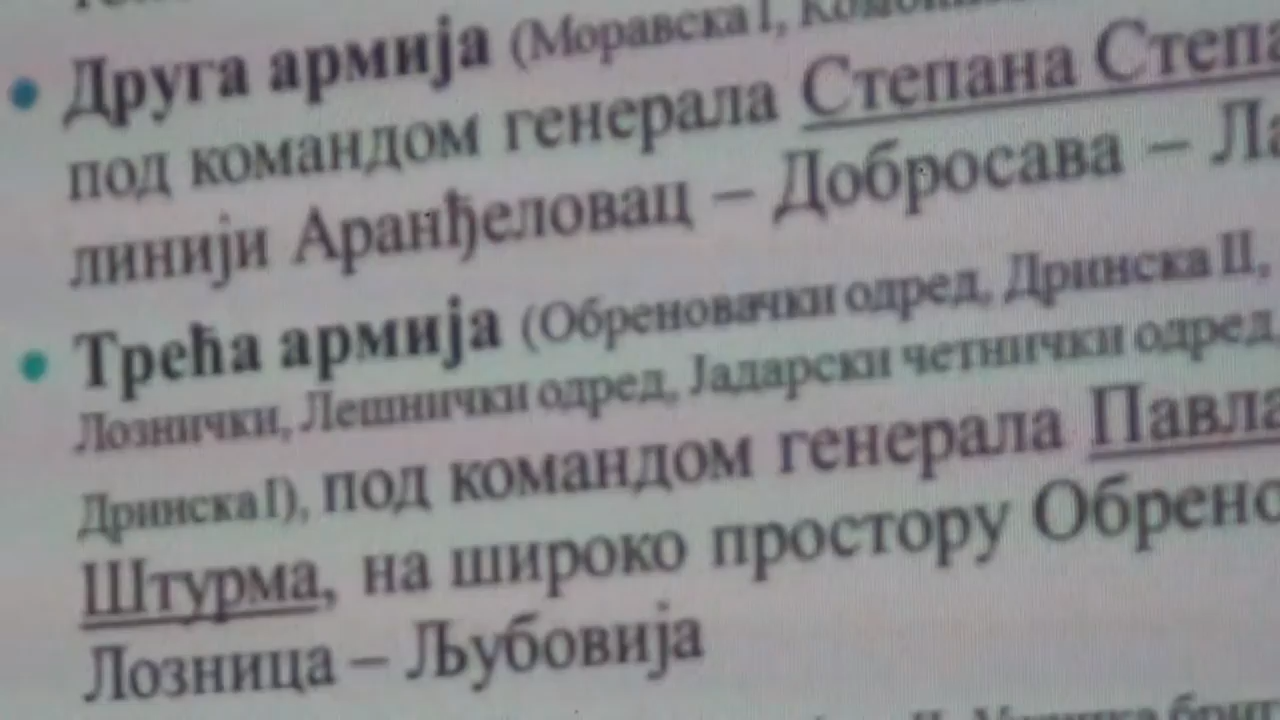 • Друга армија (Моравска I,
под командом генерала Степана
линији Аранђеловац – Добросава –
• Трећа армија (Обреновачки одред, Дринска II,
Лознички, Лешнички одред, Јадарски четнички одред,
Дринска I), под командом генерала Павла
Штурма, на широко простору
Лозница – Љубовија